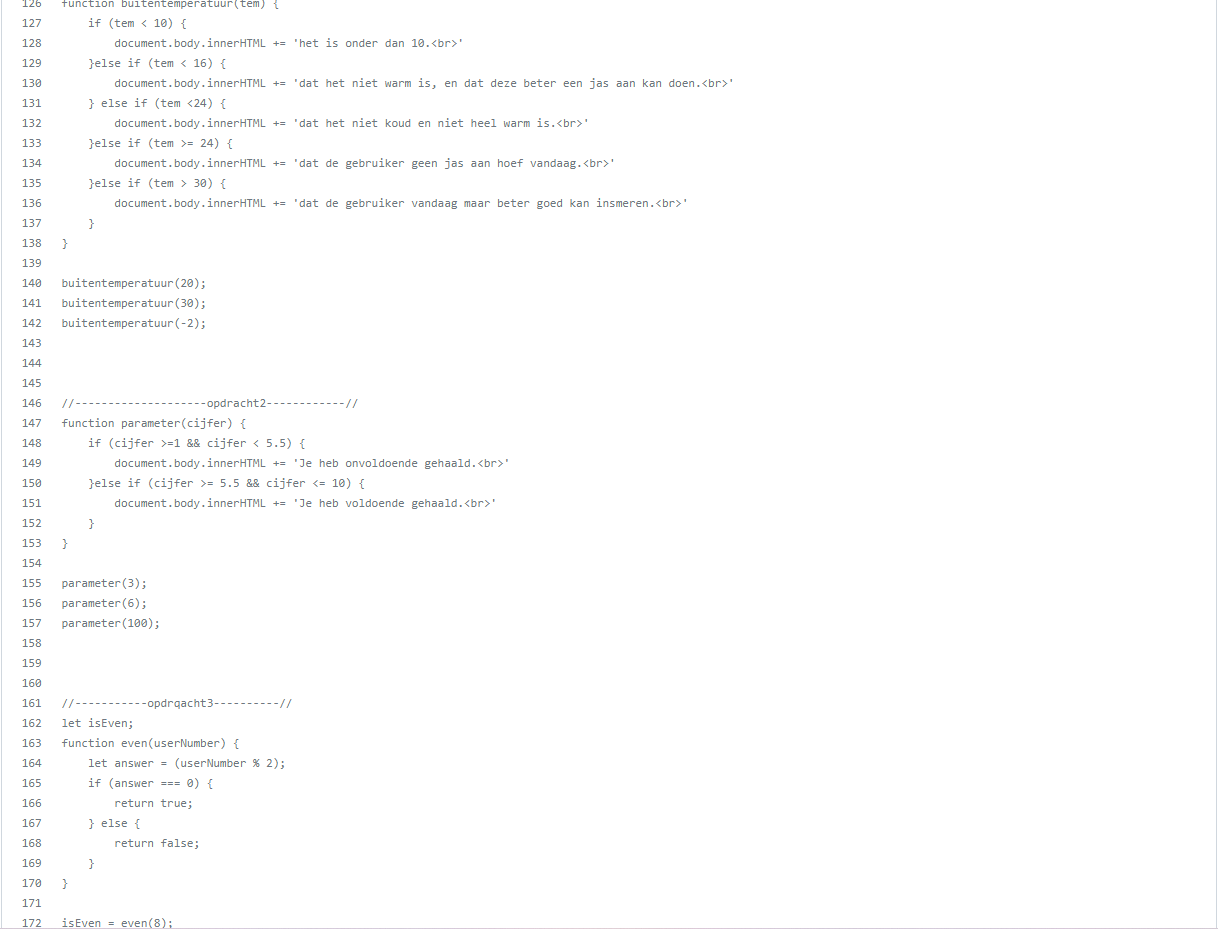 126 function buitentemperatuur(tem) {
127 if (tem < 10) {
128 document.body.innerHTML += 'het is onder dan 10.<br>'
129 }else if (tem < 16) {
130 document.body.innerHTML += 'dat het niet warm is, en dat deze beter een jas aan kan doen.<br>'
131 } else if (tem <24) {
132 document.body.innerHTML += 'dat het niet koud en niet heel warm is.<br>'
133 }else if (tem >= 24) {
134 document.body.innerHTML += 'dat de gebruiker geen jas aan hoef vandaag.<br>'
135 }else if (tem > 30) {
136 document.body.innerHTML += 'dat de gebruiker vandaag maar beter goed kan insmeren.<br>'
137 }
138 }
139
140 buitentemperatuur(20);
141 buitentemperatuur(30);
142 buitentemperatuur(-2);
143
144
145
146 //--------------------opdracht2------------//
147 function parameter(cijfer) {
148 if (cijfer >=1 && cijfer < 5.5) {
149 document.body.innerHTML += 'Je heb onvoldoende gehaald.<br>'
150 }else if (cijfer >= 5.5 && cijfer <= 10) {
151 document.body.innerHTML += 'Je heb voldoende gehaald.<br>'
152 }
153 }
154
155 parameter(3);
156 parameter(6);
157 parameter(100);
158
159
160
161 //-----------opdrqacht3----------//
162 let isEven;
163 function even(userNumber) {
164 let answer = (userNumber % 2);
165 if (answer === 0) {
166 return true;
167 } else {
168 return false;
169 }
170 }
171
172 isEven = even(8);